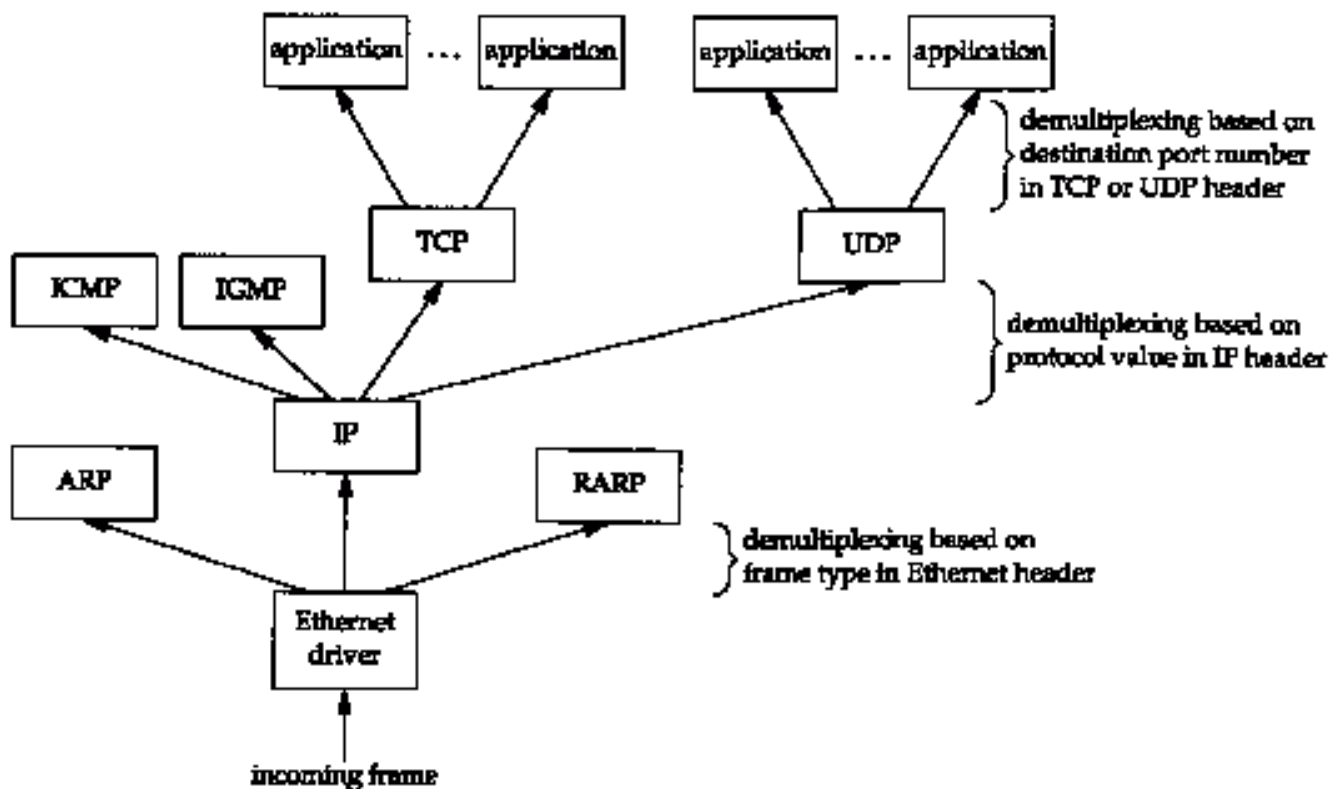 application ... application
application ... application
demultiplexing based on
destination port number
in TCP or UDP header
TCP
UDP
ICMP
IGMP
demultiplexing based on
protocol value in IP header
IP
ARP
RARP
demultiplexing based on
frame type in Ethernet header
Ethernet
driver
incoming frame